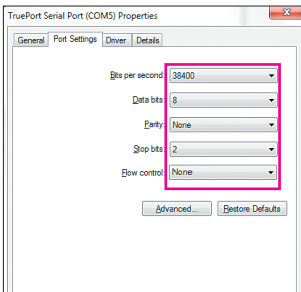 TruePort Serial Port (COM5) Properties
General Port Settings Driver Details
Bits per second: 38400
Data bits: 8
Parity: None
Stop bits: 2
Flow control: None
Advanced... Restore Defaults